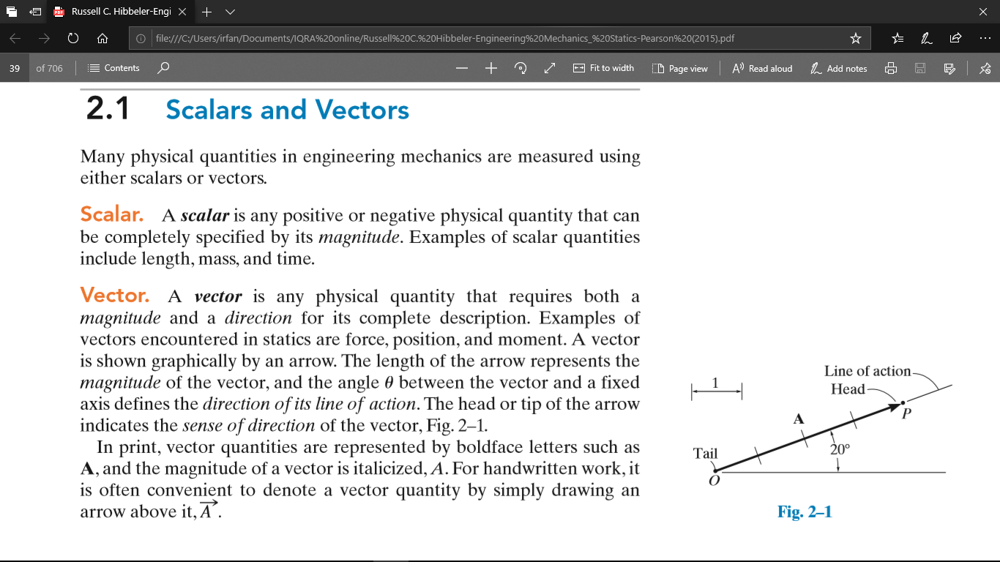 Russell C. Hibbeler-Engi
file:///C:/Users/irfan/Documents/IQRA%20online/Russell%20C.%20Hibbeler-Engineering%20Mechanics_%20Statics-Pearson%20(2015).pdf
39 of 706 Contents Fit to width Page view Read aloud Add notes
2.1 Scalars and Vectors
Many physical quantities in engineering mechanics are measured using
either scalars or vectors.
Scalar. A scalar is any positive or negative physical quantity that can
be completely specified by its magnitude. Examples of scalar quantities
include length, mass, and time.
Vector. A vector is any physical quantity that requires both a
magnitude and a direction for its complete description. Examples of
vectors encountered in statics are force, position, and moment. A vector
is shown graphically by an arrow. The length of the arrow represents the
magnitude of the vector, and the angle θ between the vector and a fixed
axis defines the direction of its line of action. The head or tip of the arrow
indicates the sense of direction of the vector, Fig. 2–1.
In print, vector quantities are represented by boldface letters such as
A, and the magnitude of a vector is italicized, A. For handwritten work, it
is often convenient to denote a vector quantity by simply drawing an
arrow above it, A⃗.
Line of action
1
Head
P
A
20°
Tail
O
Fig. 2–1